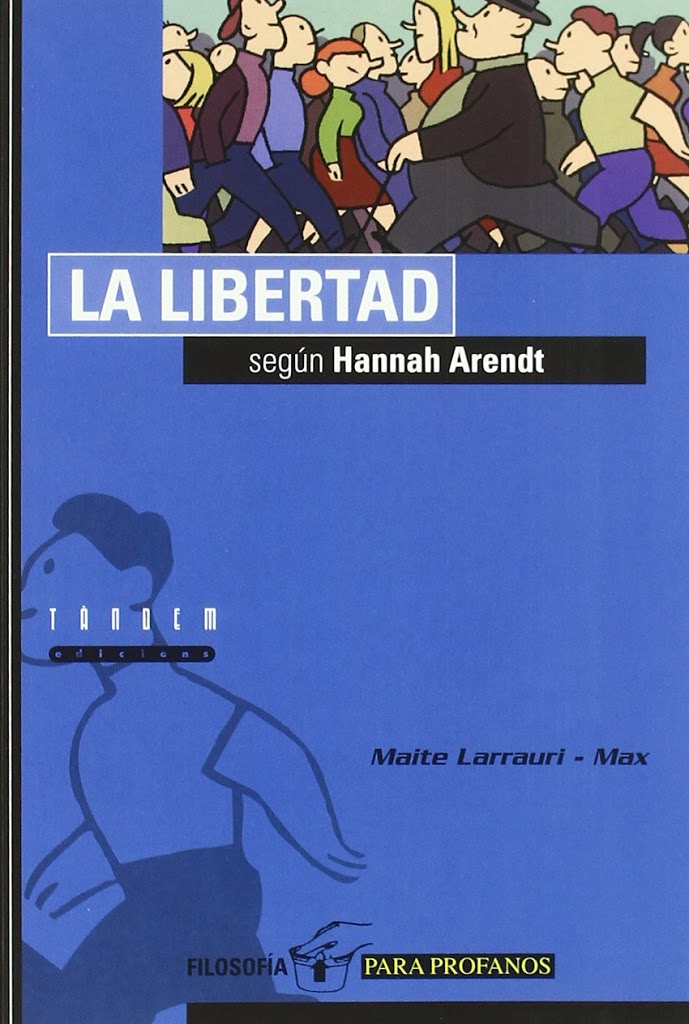 LA LIBERTAD
según Hannah Arendt
TÀNDEM
edicions
Maite Larrauri - Max
FILOSOFÍA PARA PROFANOS